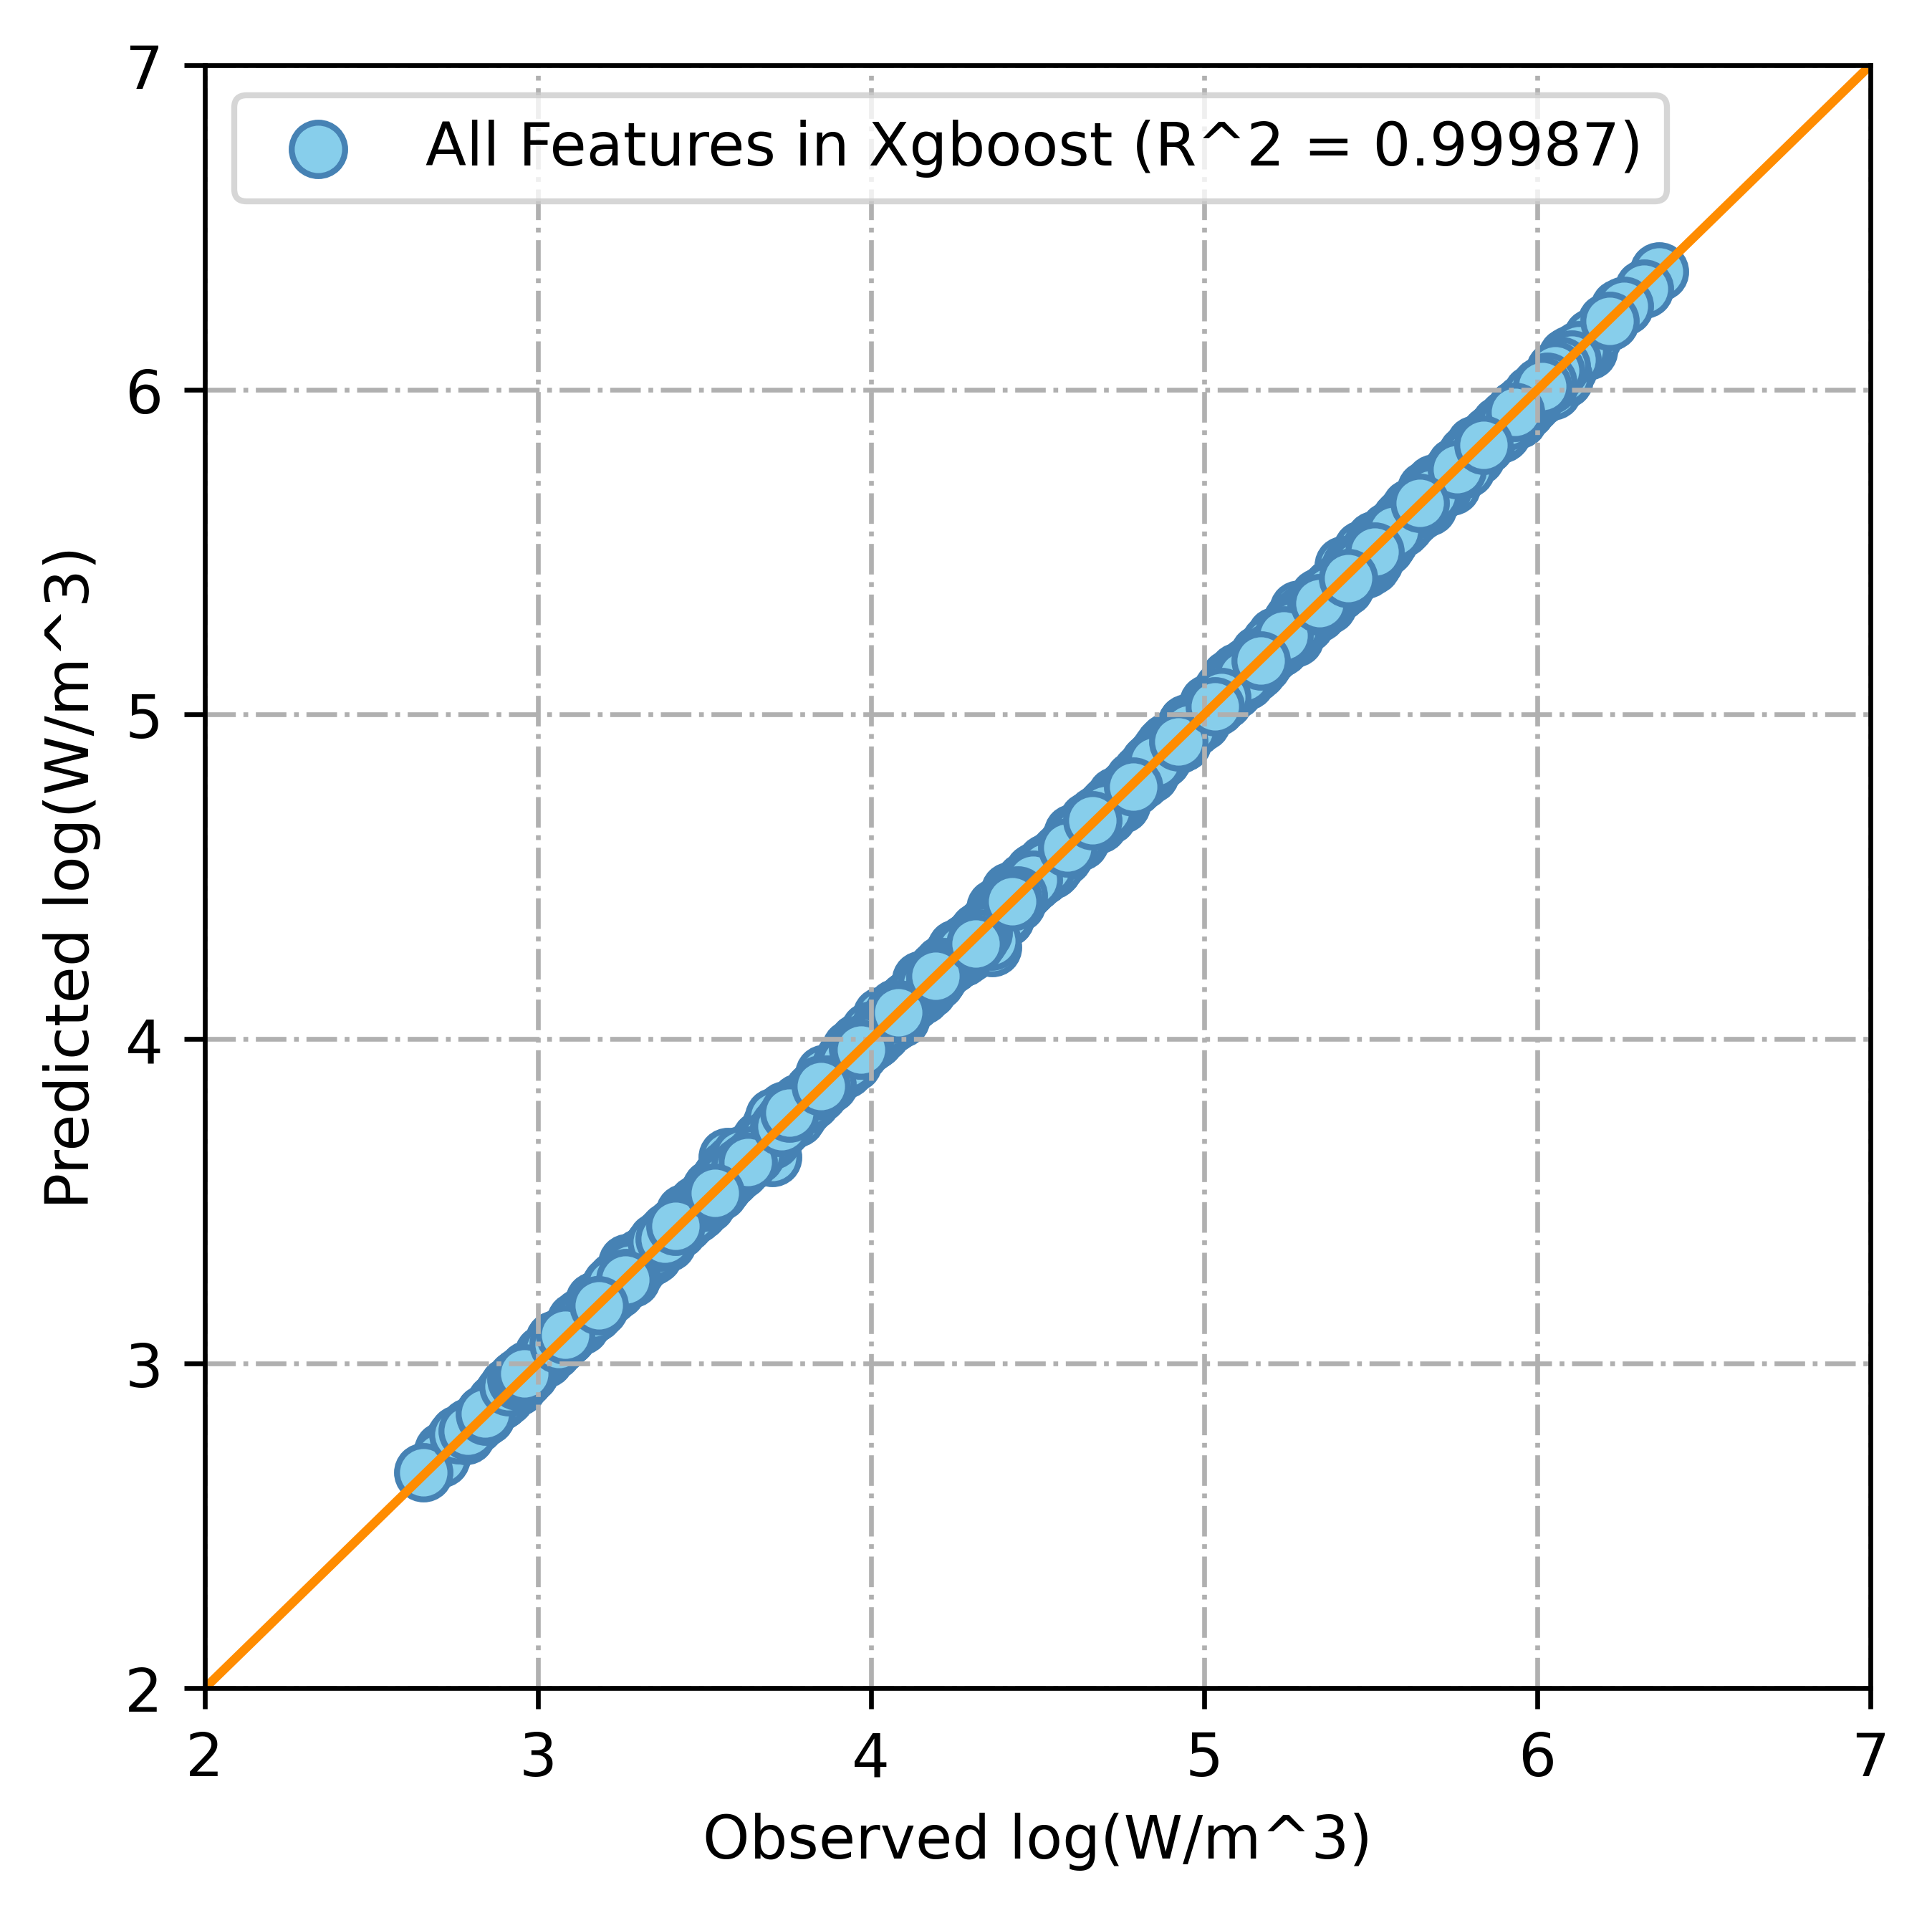 All Features in Xgboost (R^2 = 0.99987)
Predicted log(W/m^3)
7
6
5
4
3
2
2 3 4 5 6 7
Observed log(W/m^3)